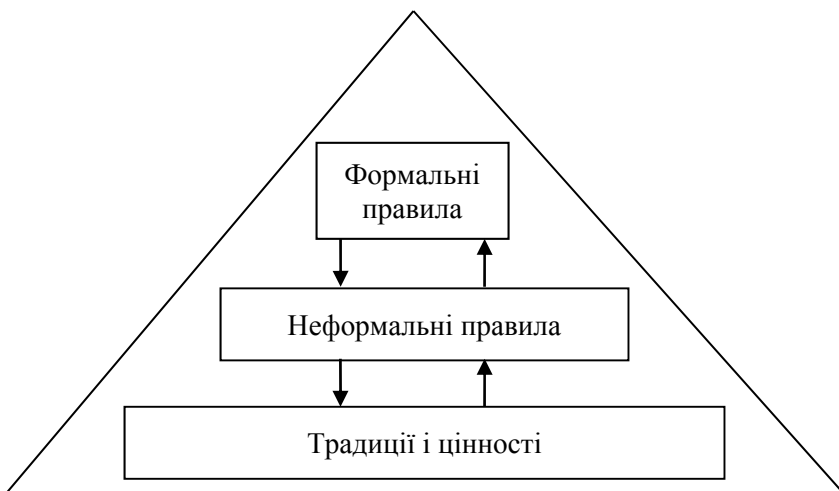 Формальні
правила
Неформальні правила
Традиції і цінності